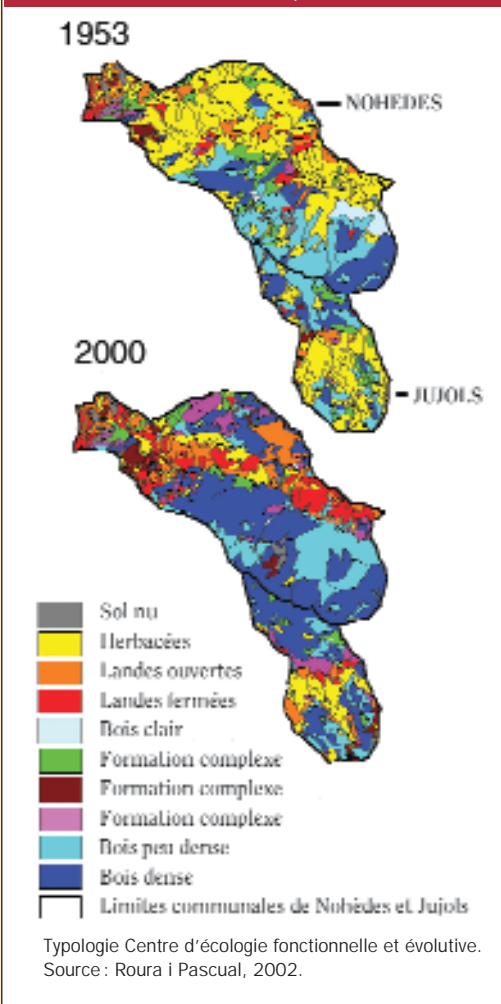 1953
NOHEDES
JUJOLS
2000
Sol nu
Herbacées
Landes ouvertes
Landes fermées
Bois clair
Formation complexe
Formation complexe
Formation complexe
Bois peu dense
Bois dense
Limites communales de Nohèdes et Jujols
Typologie Centre d'écologie fonctionnelle et évolutive.
Source : Roura i Pascual, 2002.